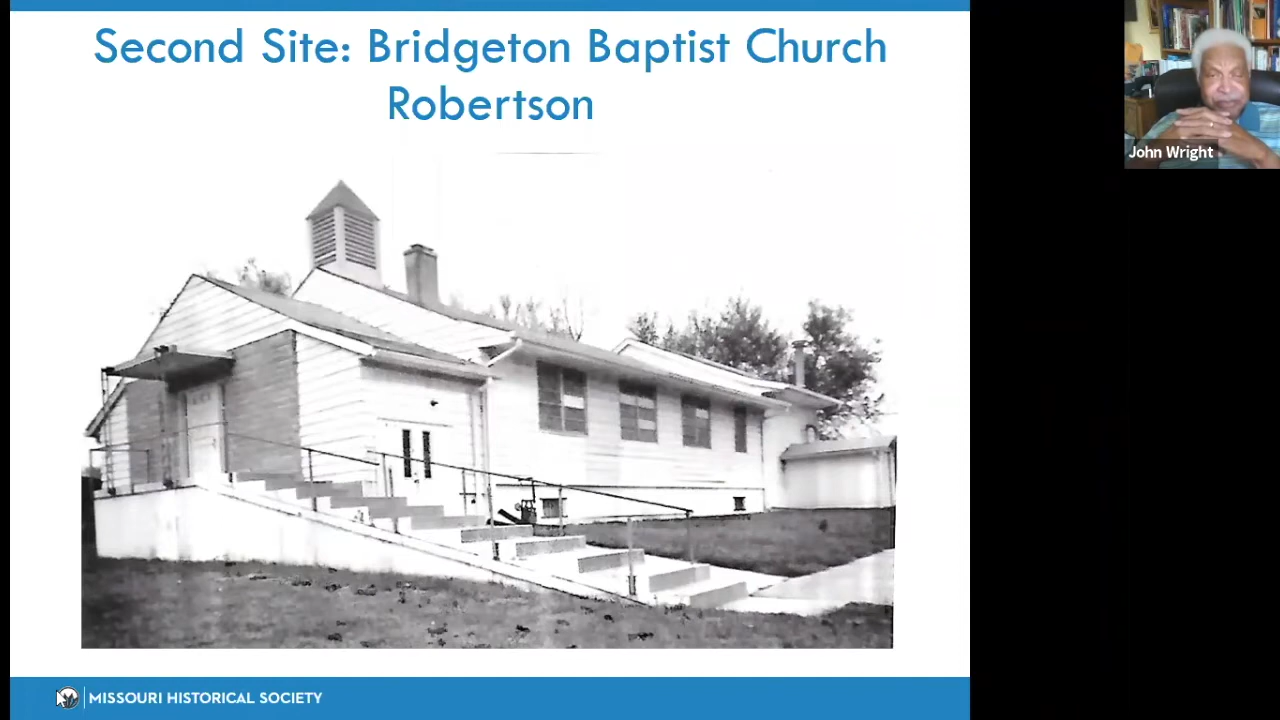 Second Site: Bridgeton Baptist Church
Robertson
John Wright
MISSOURI HISTORICAL SOCIETY